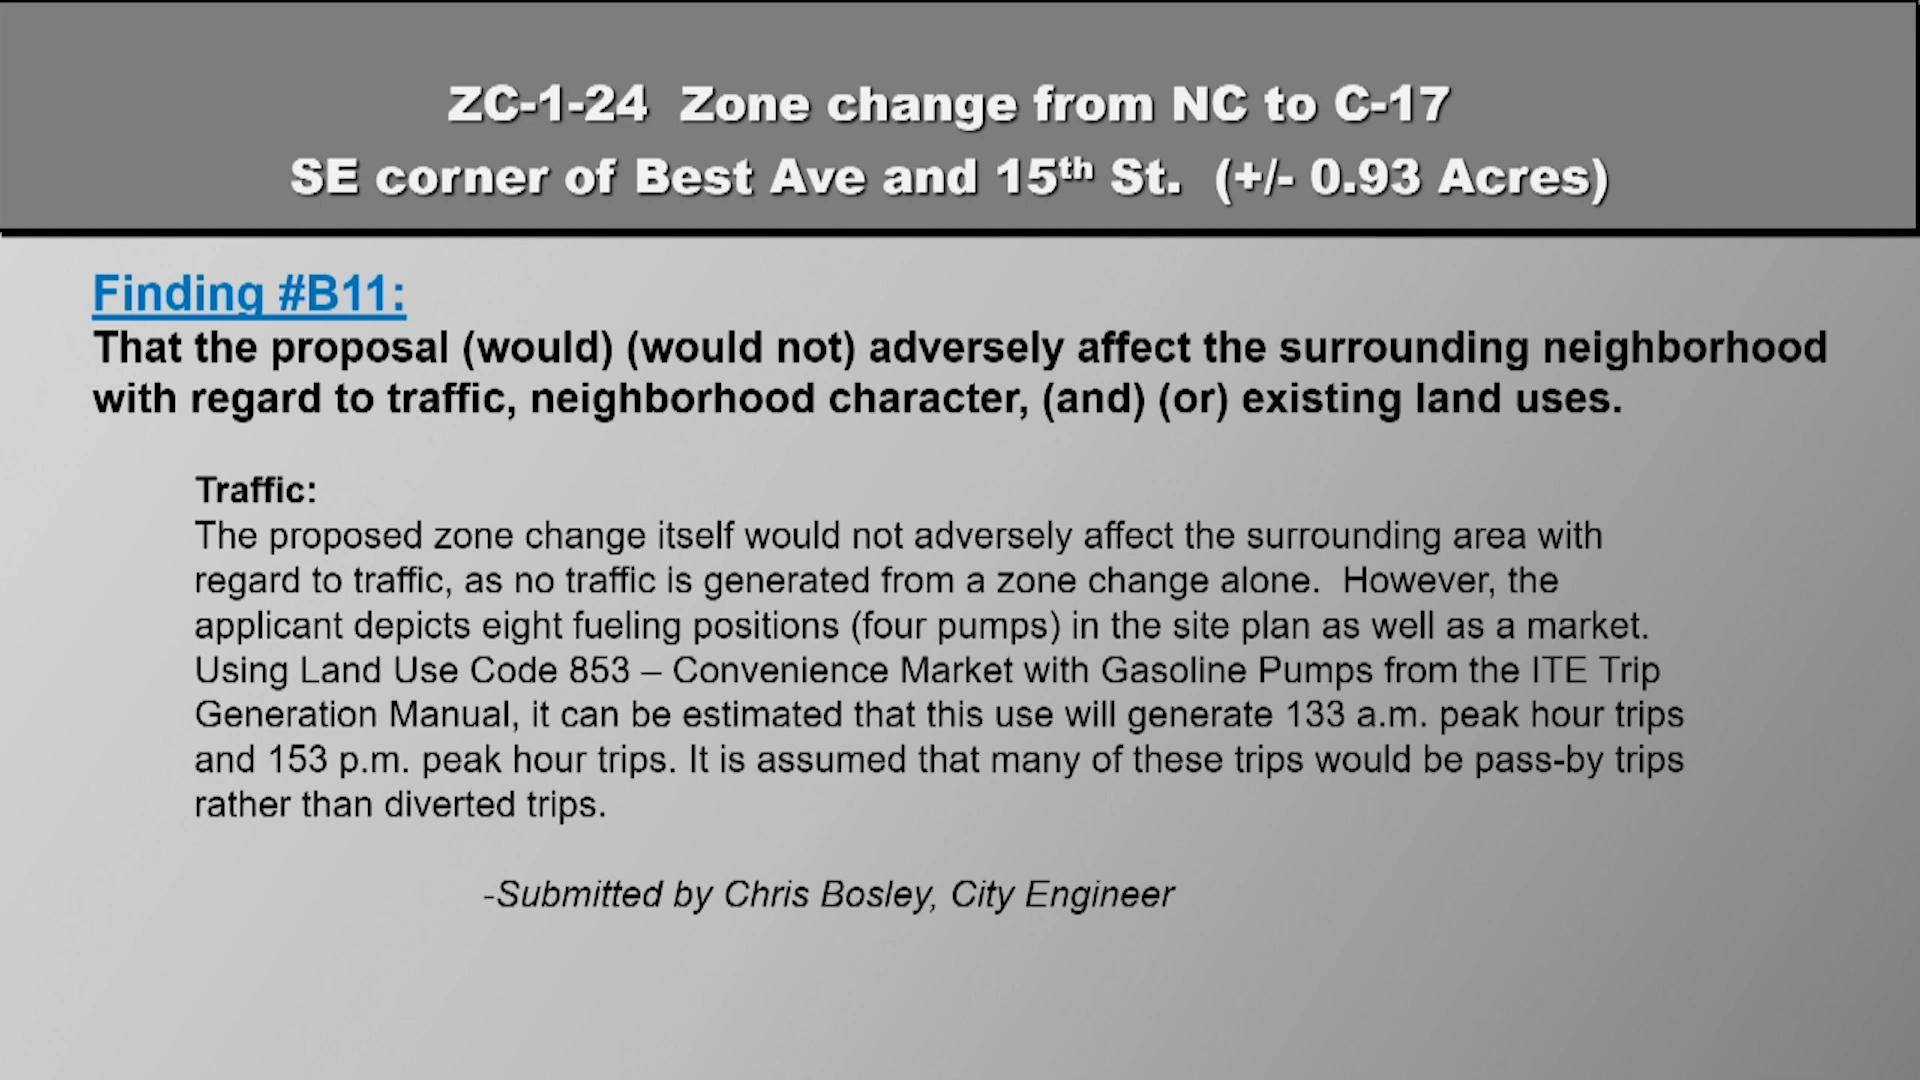 ZC-1-24 Zone change from NC to C-17
SE corner of Best Ave and 15th St. (+/- 0.93 Acres)
Finding #B11:
That the proposal (would) (would not) adversely affect the surrounding neighborhood
with regard to traffic, neighborhood character, (and) (or) existing land uses.
Traffic:
The proposed zone change itself would not adversely affect the surrounding area with
regard to traffic, as no traffic is generated from a zone change alone. However, the
applicant depicts eight fueling positions (four pumps) in the site plan as well as a market.
Using Land Use Code 853 – Convenience Market with Gasoline Pumps from the ITE Trip
Generation Manual, it can be estimated that this use will generate 133 a.m. peak hour trips
and 153 p.m. peak hour trips. It is assumed that many of these trips would be pass-by trips
rather than diverted trips.
-Submitted by Chris Bosley, City Engineer